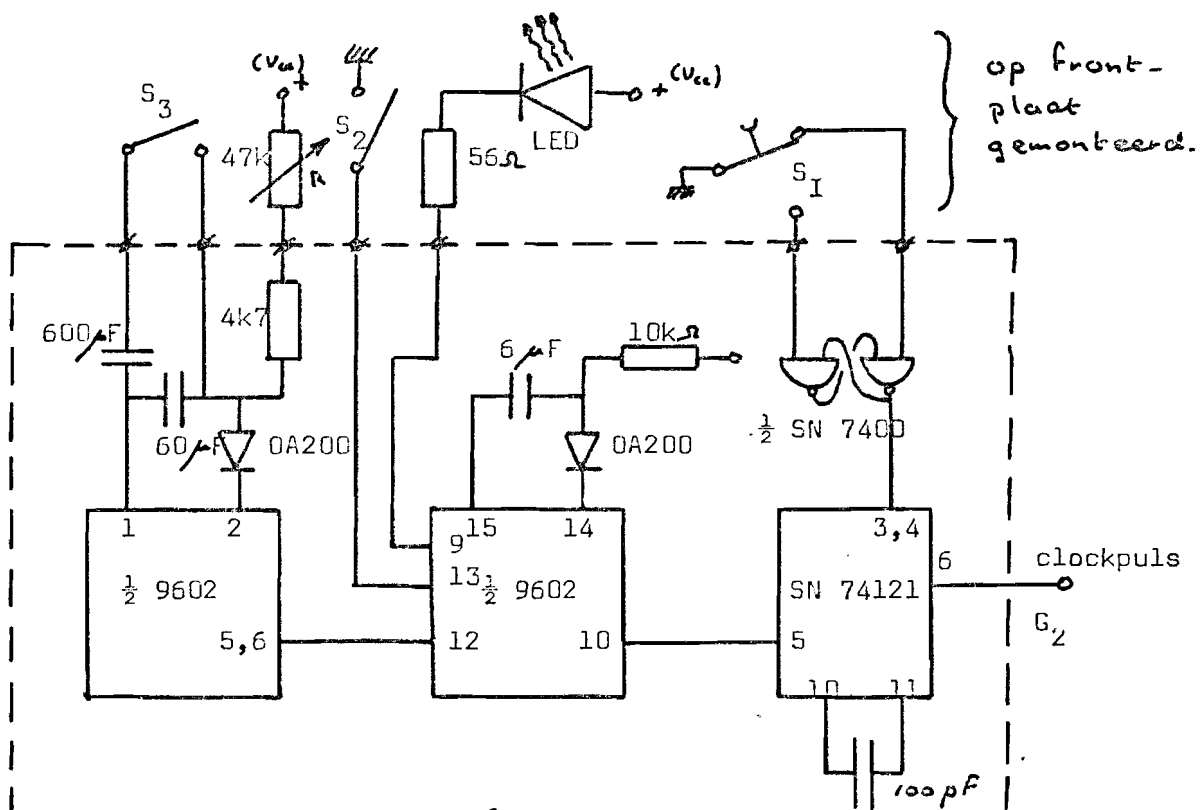 (Vcc)
+
S3
47k
S2
56Ω
LED
+(Vcc)
SI
op front-
plaat
gemonteerd.
4k7
600µF
60µF
OA200
6µF
10kΩ
OA200
½ SN 7400
1
2
½ 9602
5,6
15
14
9
13
½ 9602
12
10
3,4
6
SN 74121
5
10
11
clockpuls
G2
100pF